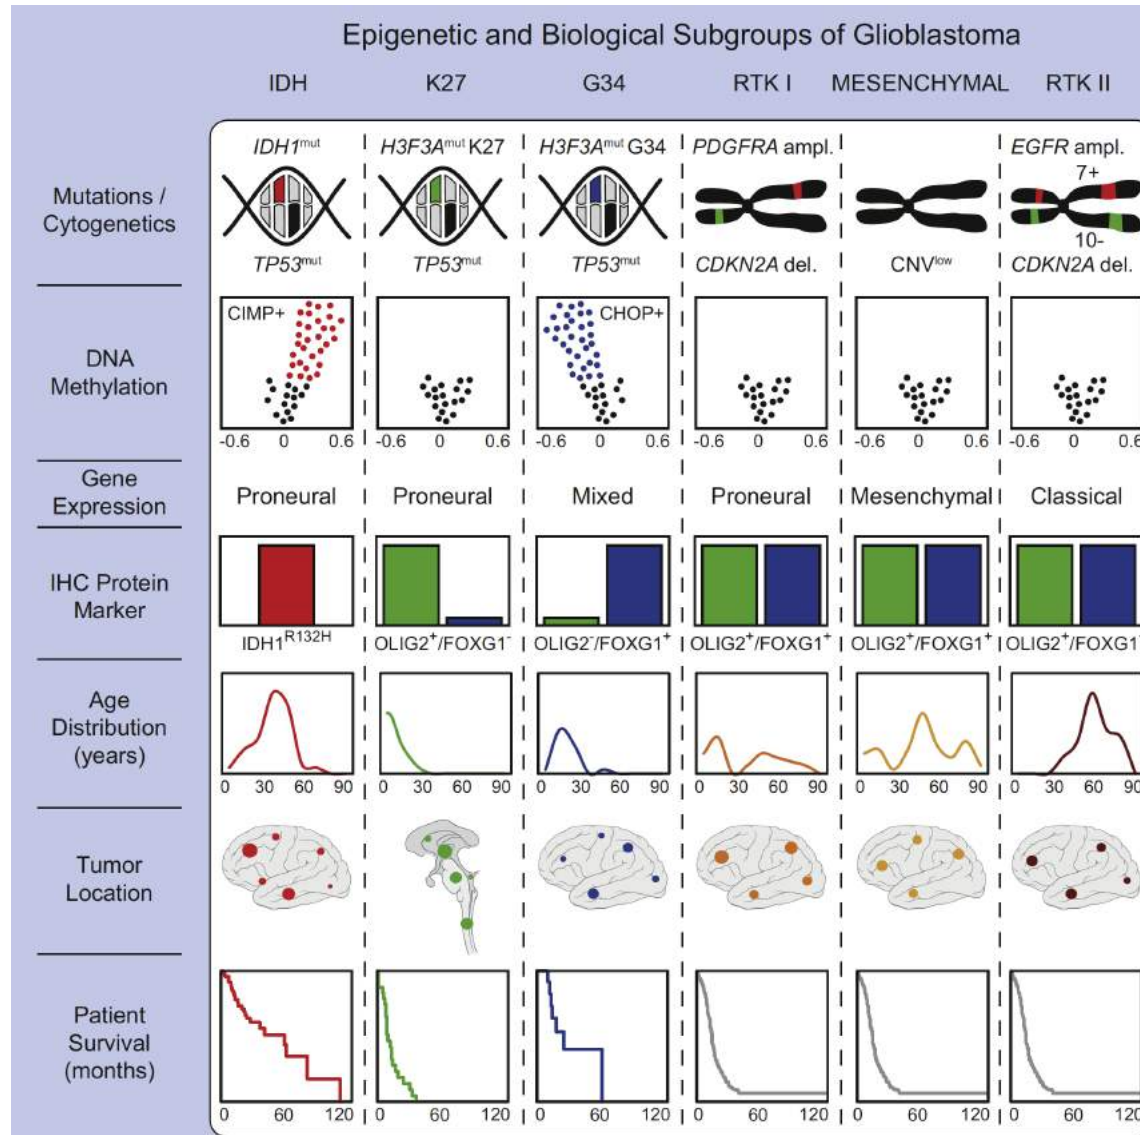 Epigenetic and Biological Subgroups of Glioblastoma
IDH K27 G34 RTK I MESENCHYMAL RTK II
Mutations /
Cytogenetics
IDH1mut H3F3Amut K27 H3F3Amut G34 PDGFRA ampl. EGFR ampl.
7+
10-
TP53mut TP53mut TP53mut CDKN2A del. CNVlow CDKN2A del.
DNA
Methylation
CIMP+ CHOP+
-0.6 0 0.6 -0.6 0 0.6 -0.6 0 0.6 -0.6 0 0.6 -0.6 0 0.6 -0.6 0 0.6
Gene
Expression
Proneural Proneural Mixed Proneural Mesenchymal Classical
IHC Protein
Marker
IDH1R132H OLIG2+/FOXG1- OLIG2-/FOXG1+ OLIG2+/FOXG1+ OLIG2+/FOXG1+ OLIG2+/FOXG1
Age
Distribution
(years)
0 30 60 90 0 30 60 90 0 30 60 90 0 30 60 90 0 30 60 90 0 30 60 90
Tumor
Location
Patient
Survival
(months)
0 60 120 0 60 120 0 60 120 0 60 120 0 60 120 0 60 120